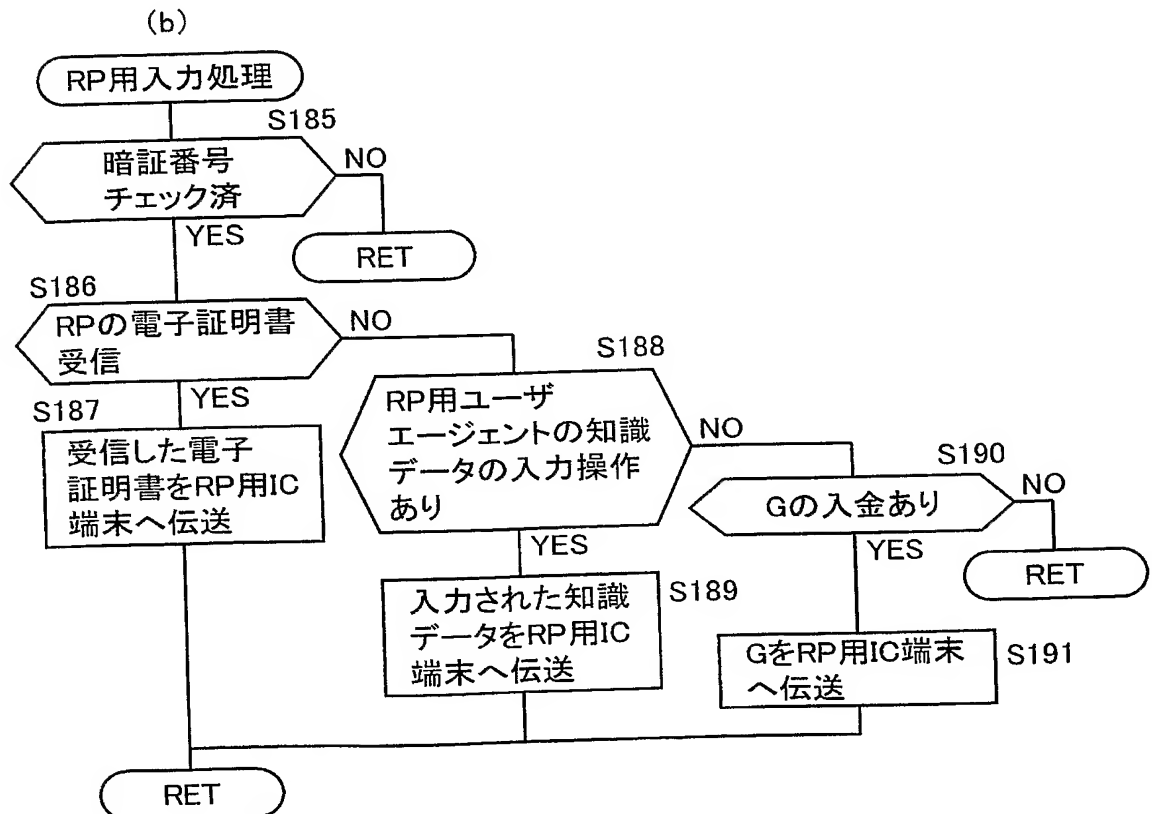 (b)
RP用入力処理
S185
暗証番号
チェック済
NO
YES
RET
S186
RPの電子証明書
受信
NO
YES
S187
受信した電子
証明書をRP用IC
端末へ伝送
S188
RP用ユーザ
エージェントの知識
データの入力操作
あり
NO
YES
S189
入力された知識
データをRP用IC
端末へ伝送
S190
Gの入金あり
NO
YES
RET
GをRP用IC端末
へ伝送
S191
RET